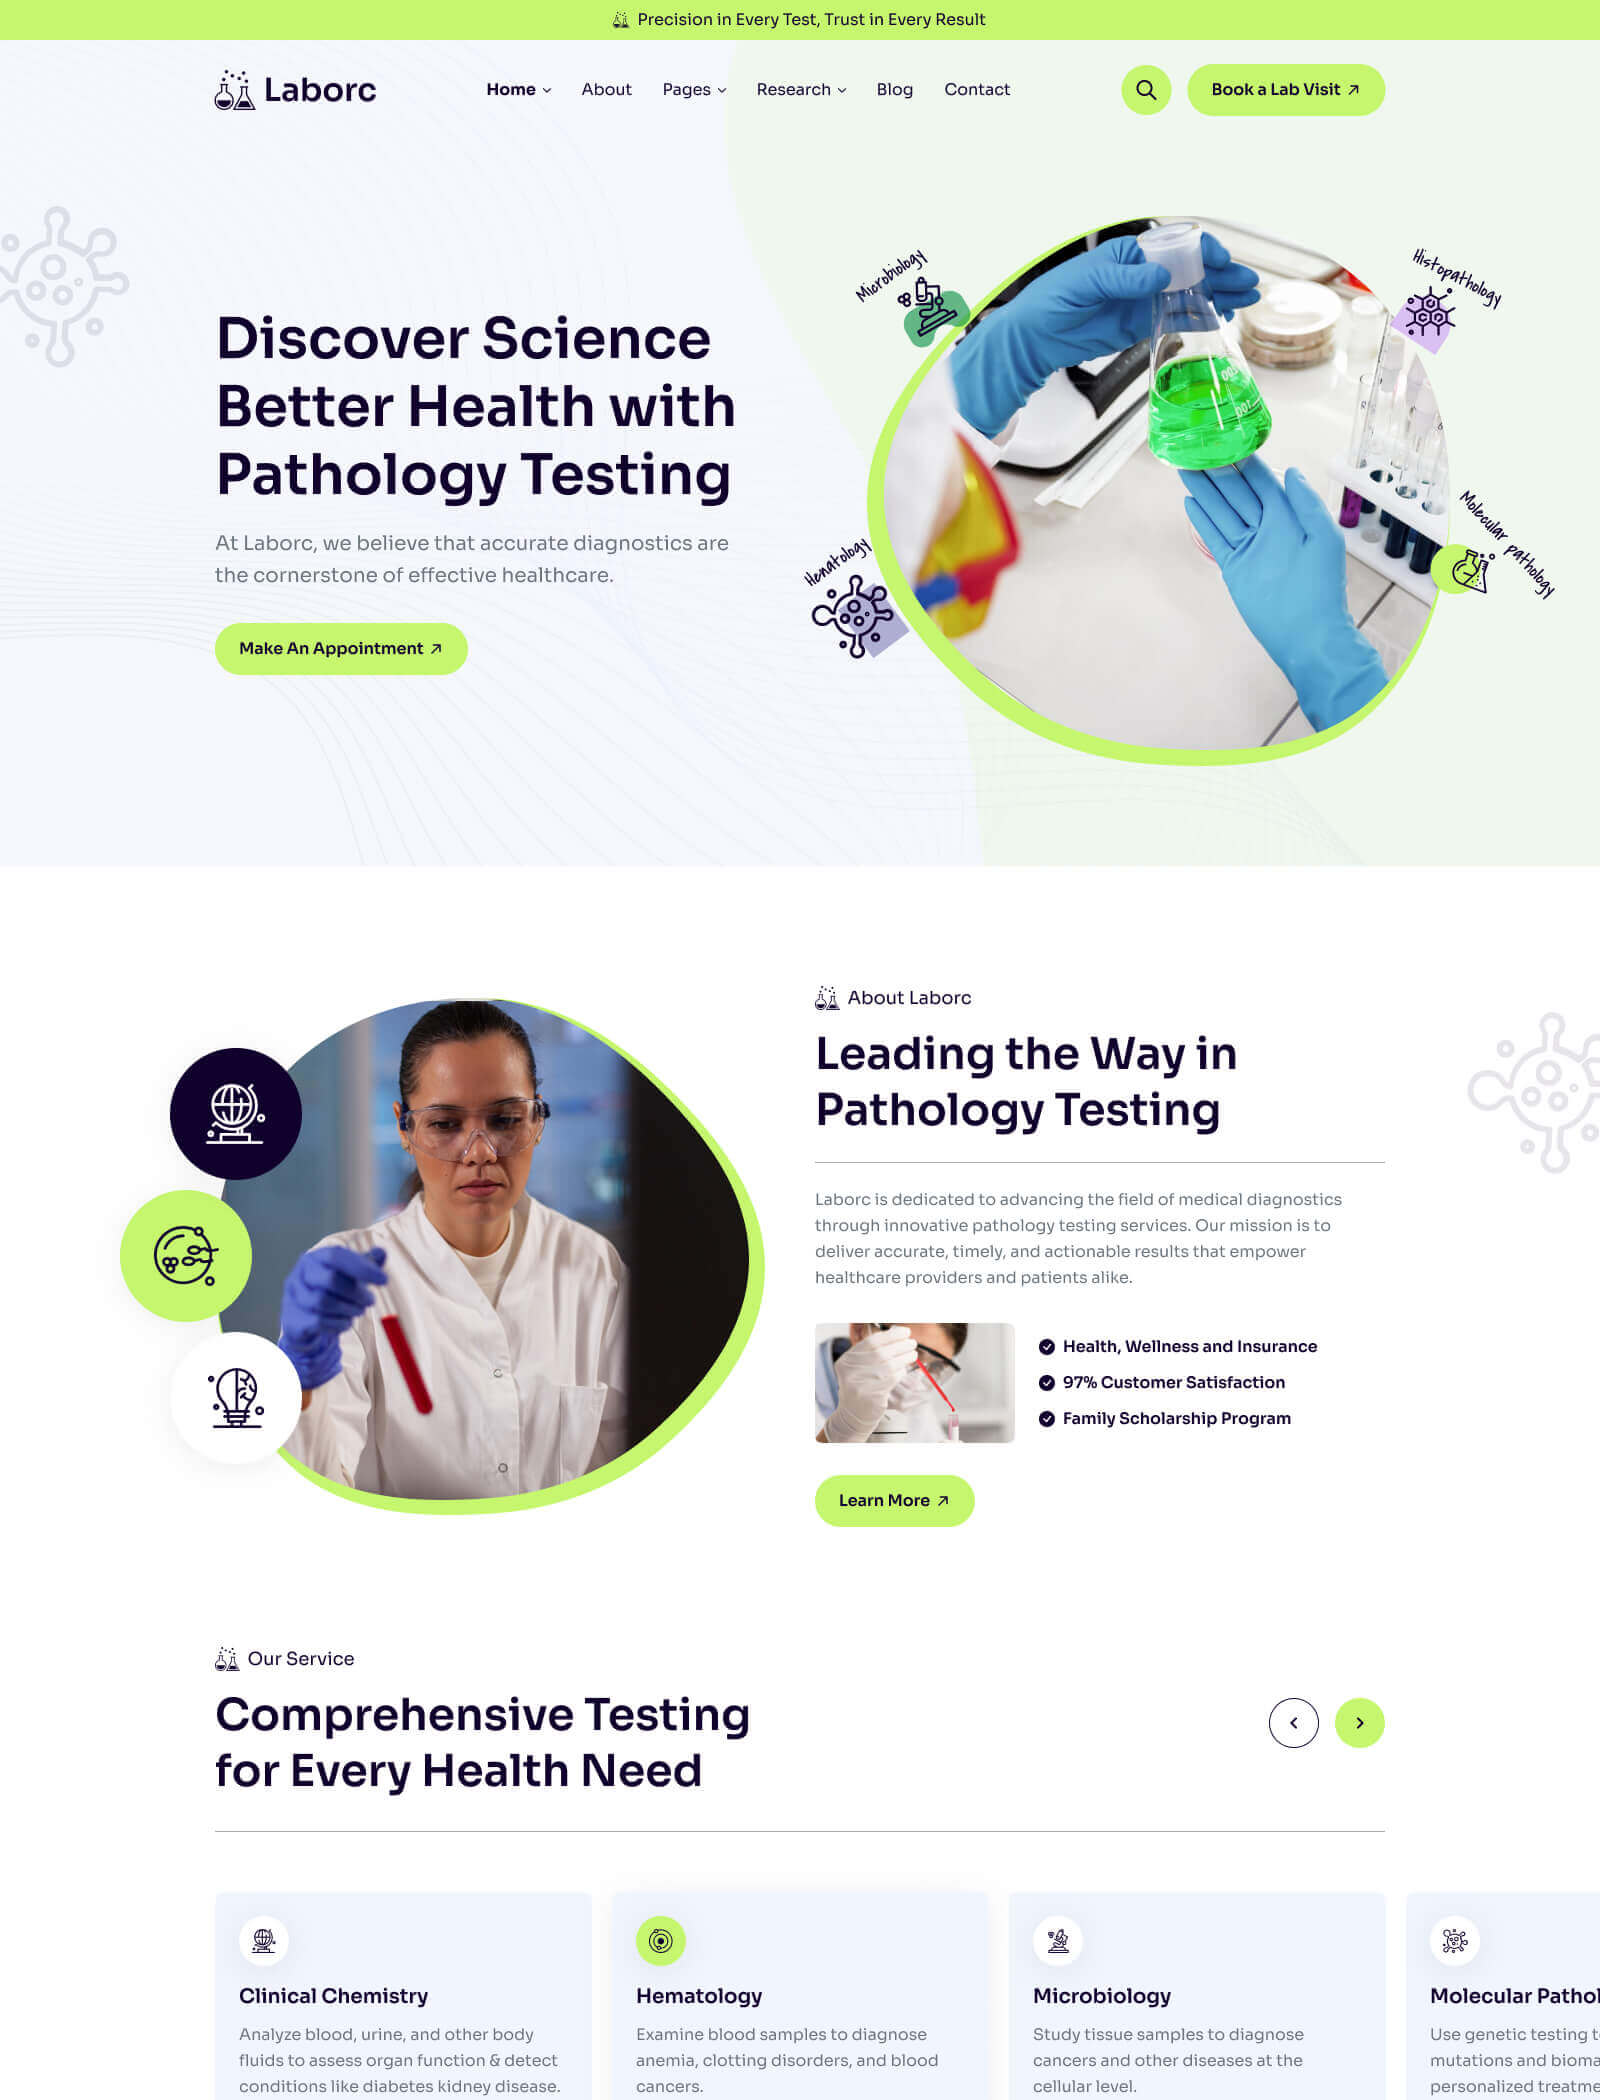 Precision in Every Test, Trust in Every Result
Laborc
Home
About
Pages
Research
Blog
Contact
Book a Lab Visit
Discover Science
Better Health with
Pathology Testing
At Laborc, we believe that accurate diagnostics are
the cornerstone of effective healthcare.
Make An Appointment
Microbiology
Histopathology
Hematology
Molecular pathology
About Laborc
Leading the Way in
Pathology Testing
Laborc is dedicated to advancing the field of medical diagnostics
through innovative pathology testing services. Our mission is to
deliver accurate, timely, and actionable results that empower
healthcare providers and patients alike.
Health, Wellness and Insurance
97% Customer Satisfaction
Family Scholarship Program
Learn More
Our Service
Comprehensive Testing
for Every Health Need
Clinical Chemistry
Analyze blood, urine, and other body
fluids to assess organ function & detect
conditions like diabetes kidney disease.
Hematology
Examine blood samples to diagnose
anemia, clotting disorders, and blood
cancers.
Microbiology
Study tissue samples to diagnose
cancers and other diseases at the
cellular level.
Molecular
Use genetic testing
mutations and
personalized